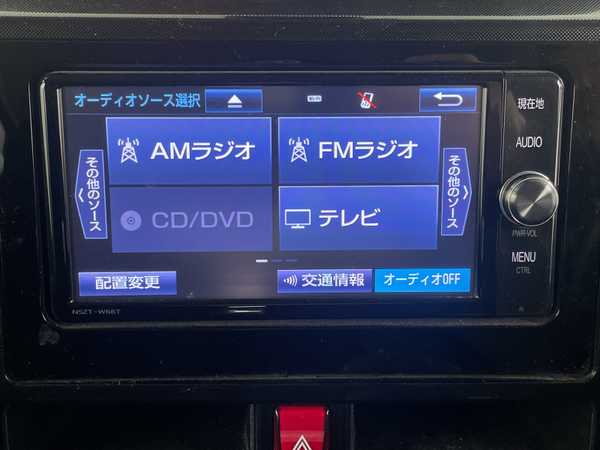 オーディオソース選択
Wi-Fi
現在地
AUDIO
AMラジオ
FMラジオ
その他のソース
その他のソース
CD/DVD
テレビ
PWR-VOL
MENU
CTRL
配置変更
交通情報
オーディオOFF
NSZT-W66T